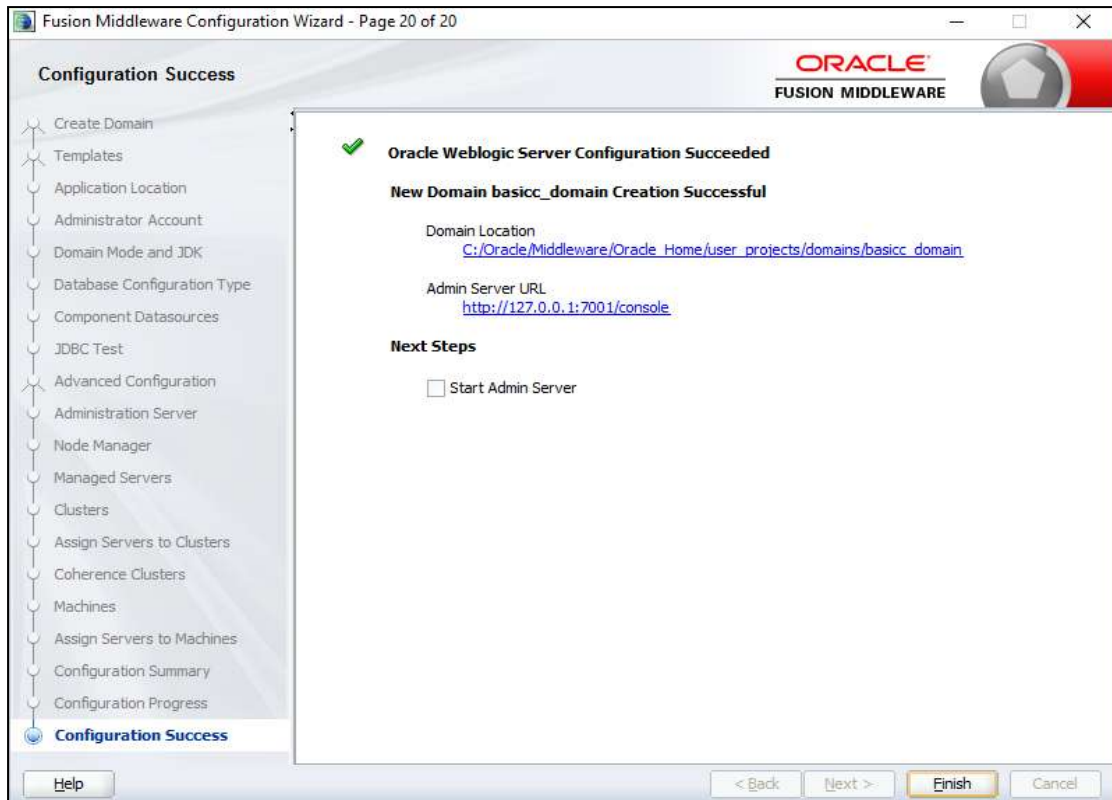 Fusion Middleware Configuration Wizard - Page 20 of 20
Configuration Success
ORACLE
FUSION MIDDLEWARE
Create Domain
Templates
Application Location
Administrator Account
Domain Mode and JDK
Database Configuration Type
Component Datasources
JDBC Test
Advanced Configuration
Administration Server
Node Manager
Managed Servers
Clusters
Assign Servers to Clusters
Coherence Clusters
Machines
Assign Servers to Machines
Configuration Summary
Configuration Progress
Configuration Success
Oracle Weblogic Server Configuration Succeeded
New Domain basicc_domain Creation Successful
Domain Location
C:/Oracle/Middleware/Oracle_Home/user_projects/domains/basicc_domain
Admin Server URL
http://127.0.0.1:7001/console
Next Steps
Start Admin Server
Help
< Back
Next >
Finish
Cancel